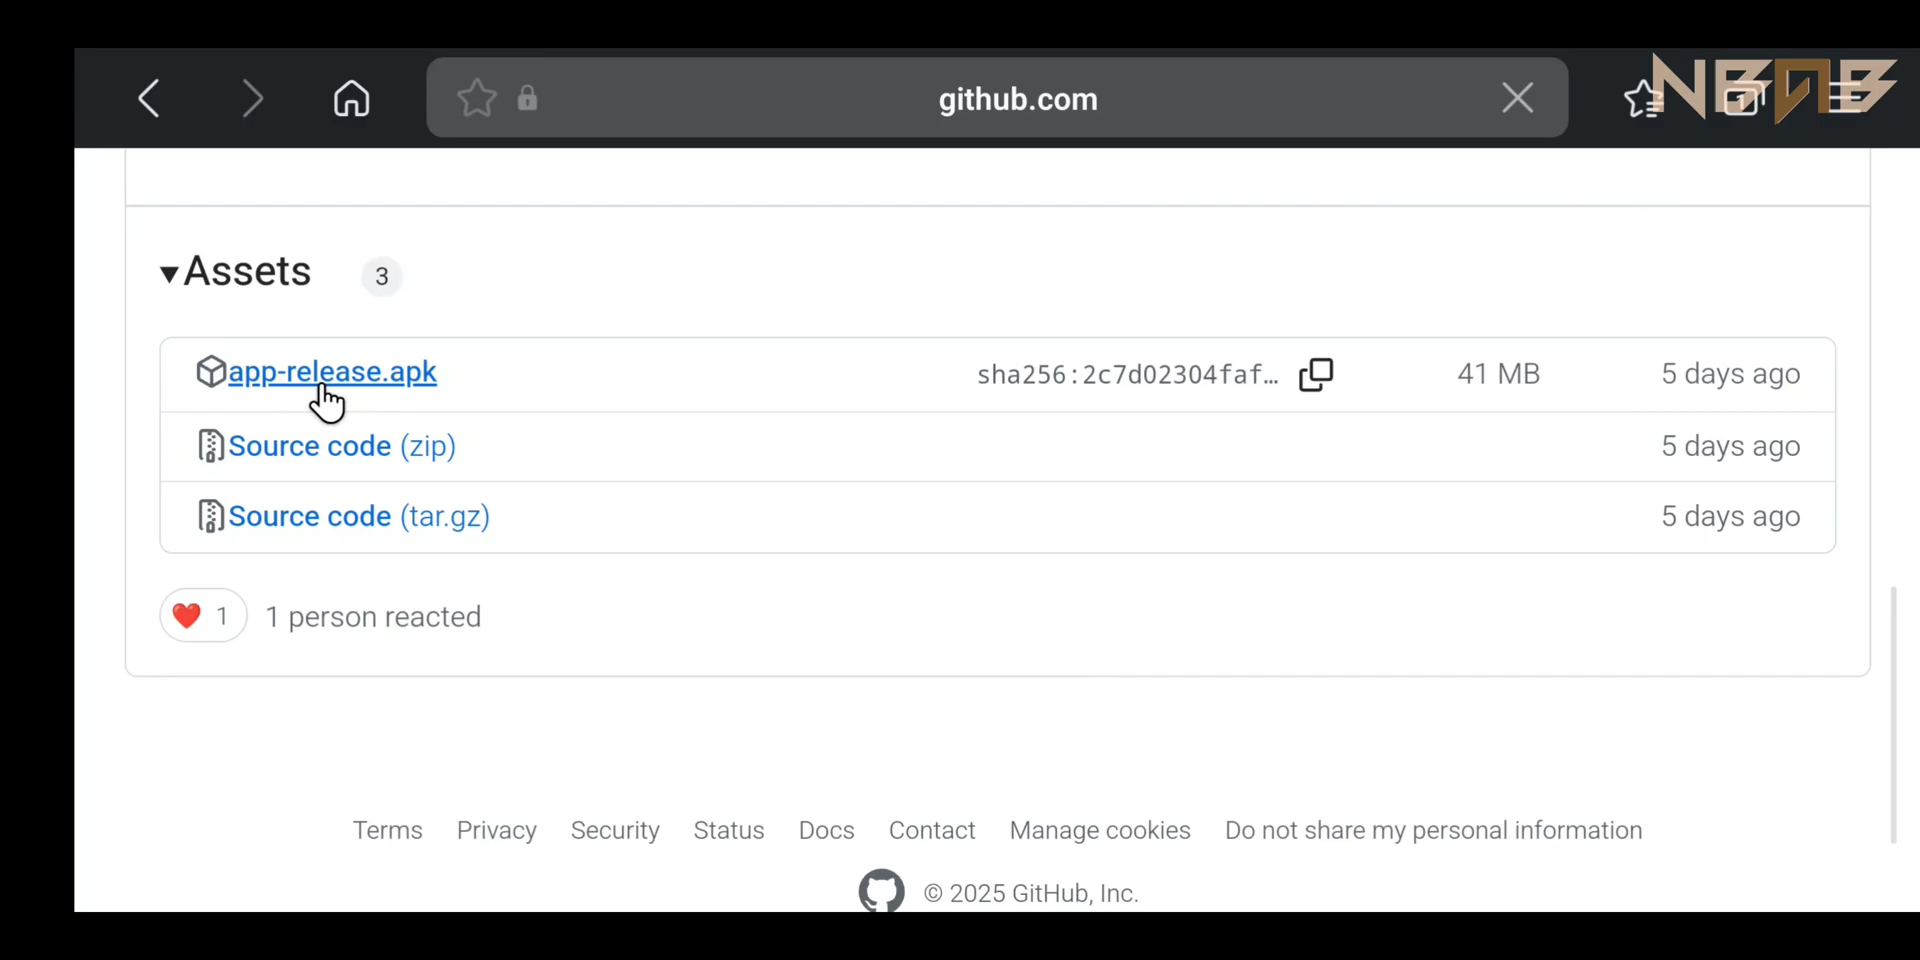 github.com
NBNB
1
Assets 3
app-release.apk sha256:2c7d02304faf… 41 MB 5 days ago
Source code (zip) 5 days ago
Source code (tar.gz) 5 days ago
❤️ 1 1 person reacted
Terms Privacy Security Status Docs Contact Manage cookies Do not share my personal information
© 2025 GitHub, Inc.